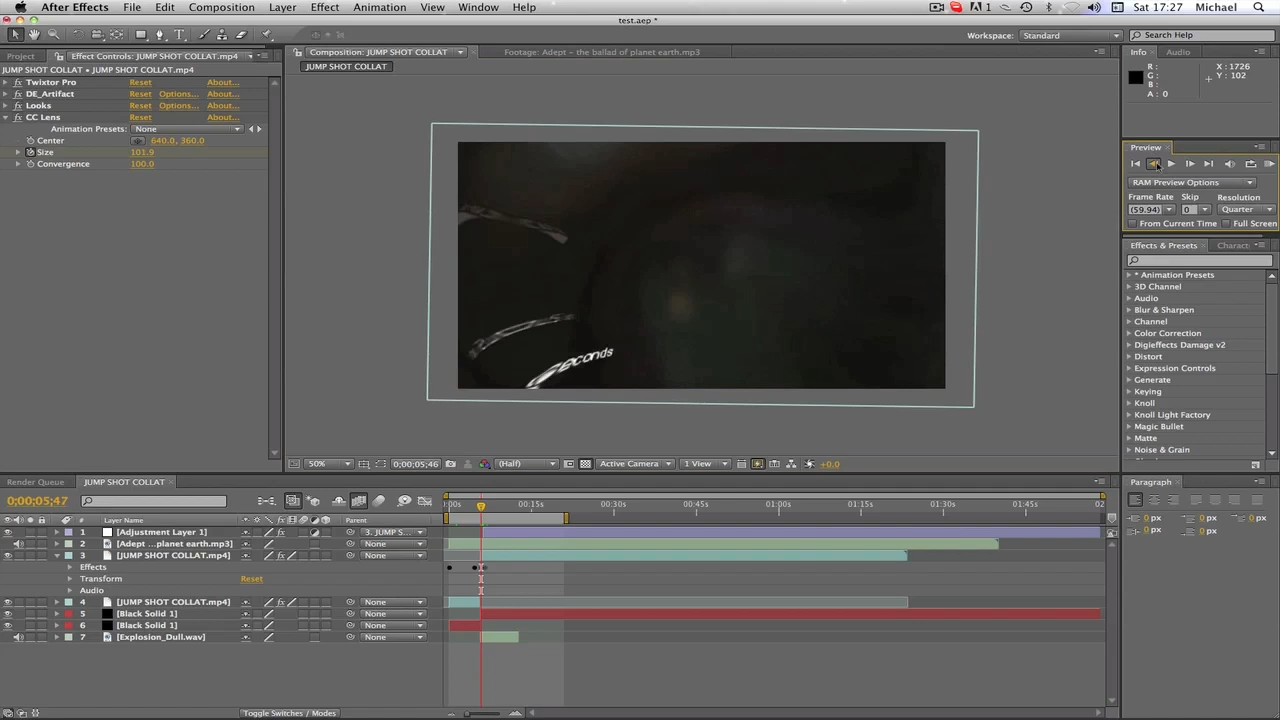 After Effects File Edit Composition Layer Effect Animation View Window Help 1 Sat 17:27 Michael
test.aep *
Workspace: Standard Search Help
Project Effect Controls: JUMP SHOT COLLAT.mp4 Composition: JUMP SHOT COLLAT Footage: Adept – the ballad of planet earth.mp3 Info Audio
JUMP SHOT COLLAT • JUMP SHOT COLLAT.mp4 JUMP SHOT COLLAT
Twixtor Pro Reset About...
DE_Artifact Reset Options... About...
Looks Reset Options... About...
CC Lens Reset About...
Animation Presets: None
Center 640.0, 360.0
Size 101.9
Convergence 100.0
R :
G :
B :
A : 0
X : 1726
Y : 102
Preview
RAM Preview Options
Frame Rate Skip Resolution
(59.94) 0 Quarter
From Current Time Full Screen
Effects & Presets Charact
* Animation Presets
3D Channel
Audio
Blur & Sharpen
Channel
Color Correction
Digieffects Damage v2
Distort
Expression Controls
Generate
Keying
Knoll
Knoll Light Factory
Magic Bullet
Matte
Noise & Grain
econds
50% 0;00;05;46 (Half) Active Camera 1 View +0.0
Render Queue JUMP SHOT COLLAT Paragraph
0;00;05;47
:00s 00:15s 00:30s 00:45s 01:00s 01:15s 01:30s 01:45s 02
# Layer Name Parent
1 [Adjustment Layer 1] 3. JUMP S...
2 [Adept ...planet earth.mp3] None
3 [JUMP SHOT COLLAT.mp4] None
Effects
Transform Reset
Audio
4 [JUMP SHOT COLLAT.mp4] None
5 [Black Solid 1] None
6 [Black Solid 1] None
7 [Explosion_Dull.wav] None
0 px 0 px 0 px
0 px 0 px
Toggle Switches / Modes